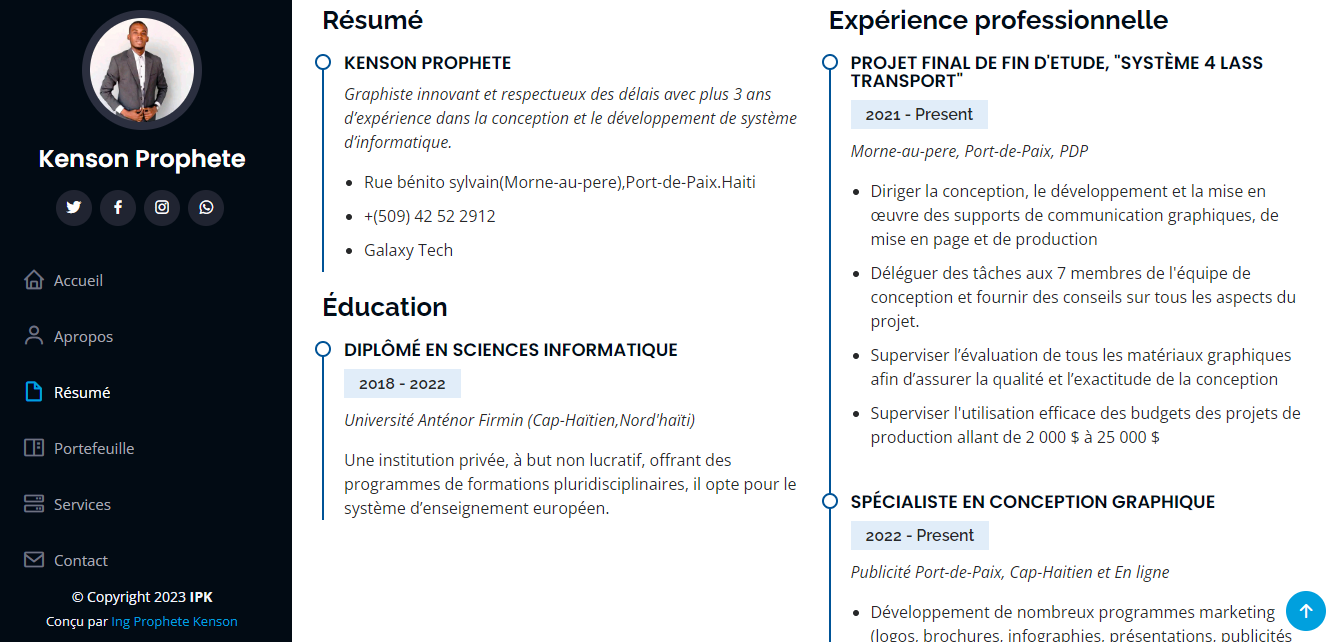 Kenson Prophete
Accueil
Apropos
Résumé
Portefeuille
Services
Contact
© Copyright 2023 IPK
Conçu par Ing Prophete Kenson
Résumé
KENSON PROPHETE
Graphiste innovant et respectueux des délais avec plus 3 ans
d’expérience dans la conception et le développement de système
d’informatique.
Rue bénito sylvain(Morne-au-pere),Port-de-Paix.Haiti
+(509) 42 52 2912
Galaxy Tech
Éducation
DIPLÔMÉ EN SCIENCES INFORMATIQUE
2018 - 2022
Université Anténor Firmin (Cap-Haïtien,Nord'haïti)
Une institution privée, à but non lucratif, offrant des
programmes de formations pluridisciplinaires, il opte pour le
système d’enseignement européen.
Expérience professionnelle
PROJET FINAL DE FIN D'ETUDE, "SYSTÈME 4 LASS
TRANSPORT"
2021 - Present
Morne-au-pere, Port-de-Paix, PDP
Diriger la conception, le développement et la mise en
œuvre des supports de communication graphiques, de
mise en page et de production
Déléguer des tâches aux 7 membres de l'équipe de
conception et fournir des conseils sur tous les aspects du
projet.
Superviser l’évaluation de tous les matériaux graphiques
afin d’assurer la qualité et l’exactitude de la conception
Superviser l'utilisation efficace des budgets des projets de
production allant de 2 000 $ à 25 000 $
SPÉCIALISTE EN CONCEPTION GRAPHIQUE
2022 - Present
Publicité Port-de-Paix, Cap-Haitien et En ligne
Développement de nombreux programmes marketing
(logos, brochures, infographies, présentations, publicités